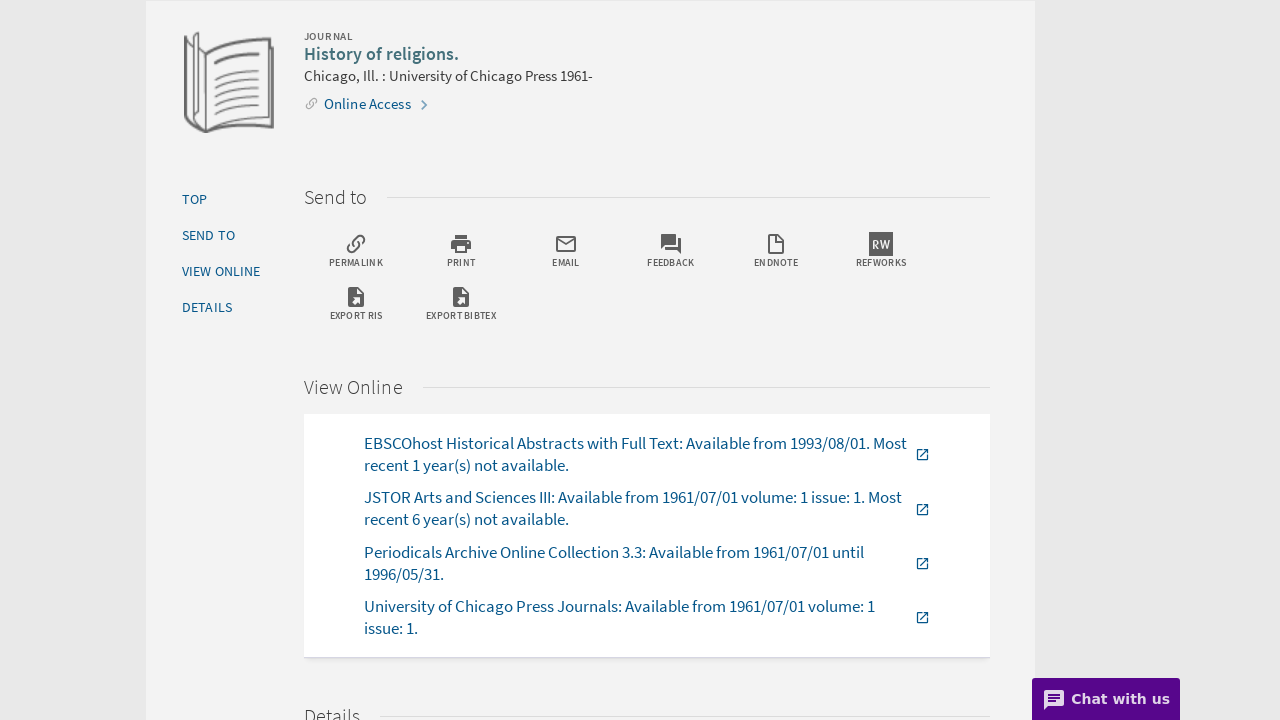 JOURNAL
History of religions.
Chicago, Ill. : University of Chicago Press 1961-
Online Access
TOP
SEND TO
VIEW ONLINE
DETAILS
Send to
PERMALINK
PRINT
EMAIL
FEEDBACK
ENDNOTE
RW
REFWORKS
EXPORT RIS
EXPORT BIBTEX
View Online
EBSCOhost Historical Abstracts with Full Text: Available from 1993/08/01. Most
recent 1 year(s) not available.
JSTOR Arts and Sciences III: Available from 1961/07/01 volume: 1 issue: 1. Most
recent 6 year(s) not available.
Periodicals Archive Online Collection 3.3: Available from 1961/07/01 until
1996/05/31.
University of Chicago Press Journals: Available from 1961/07/01 volume: 1
issue: 1.
Details
Chat with us